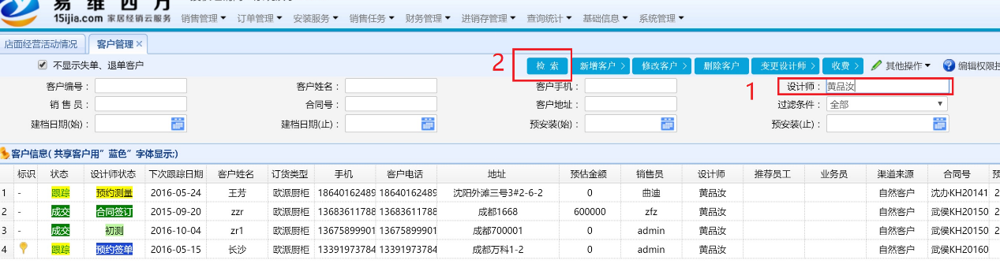 易维四方
15ijia.com 家居经销云服务 销售管理 订单管理 安装服务 销售任务 财务管理 进销存管理 查询统计 基础信息 系统管理
店面经营活动情况 客户管理×
不显示失单、退单客户 2 检 索 新增客户 修改客户 删除客户 变更设计师 收费 其他操作 编辑权限
客户编号： 客户姓名： 客户手机： 1 设计师： 黄品汝
销 售 员： 合同号： 客户地址： 过滤条件： 全部
建档日期(始)： 建档日期(止)： 预安装(始)： 预安装(止)：
客户信息( 共享客户用”蓝色”字体显示;)
标识 状态 设计师状态 下次跟踪日期 客户姓名 订货类型 手机 客户电话 地址 预估金额 销售员 设计师 推荐员工 业务员 渠道来源 合同号
1 - 跟踪 预约测量 2016-05-24 王芳 欧派厨柜 18640162489 18640162489 沈阳外滩三号3#2-6-2 0 曲迪 黄品汝 自然客户 沈办KH20141
2 - 成交 合同签订 2015-09-20 zzr 欧派厨柜 13683611788 13683611788 成都1668 600000 zfz 黄品汝 自然客户 武侯KH20150
3 - 成交 初测 2016-10-04 zr1 欧派厨柜 13675899901 13675899901 成都700001 0 admin 黄品汝 自然客户 武侯KH20150
4 跟踪 预约签单 2016-05-15 长沙 欧派厨柜 13391973784 13391973784 成都万科1-2 0 admin 黄品汝 自然客户 武侯KH20160